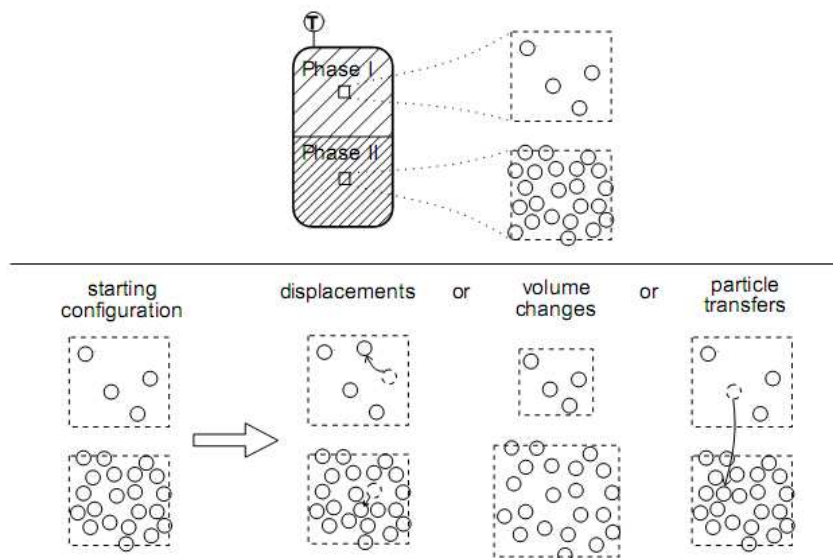 T
Phase I
Phase II
starting
configuration
displacements
or
volume
changes
or
particle
transfers